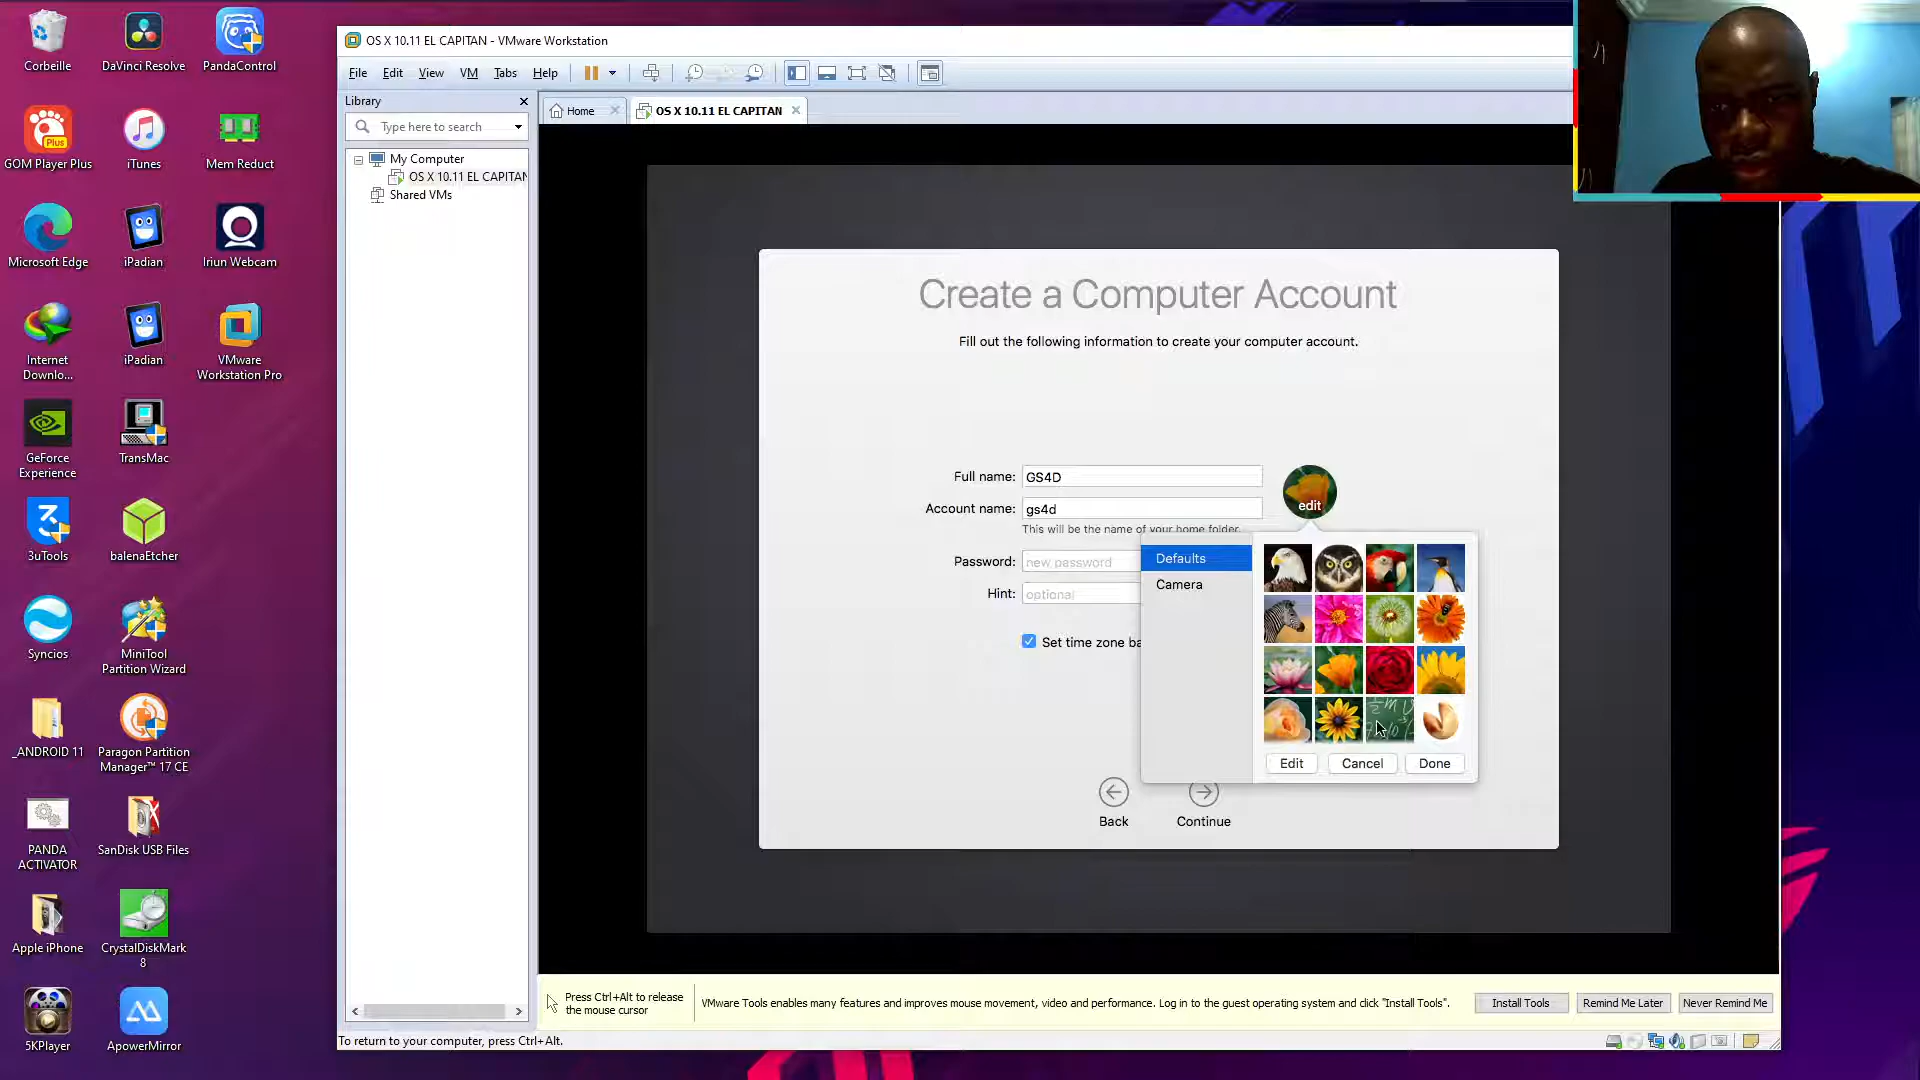 Corbeille
DaVinci Resolve
PandaControl
GOM Player Plus
iTunes
Mem Reduct
Microsoft Edge
iPadian
Iriun Webcam
Internet
Downlo...
iPadian
VMware
Workstation Pro
GeForce
Experience
TransMac
3uTools
balenaEtcher
Syncios
MiniTool
Partition Wizard
_ANDROID 11
Paragon Partition
Manager™ 17 CE
PANDA
ACTIVATOR
SanDisk USB Files
Apple iPhone
CrystalDiskMark
8
5KPlayer
ApowerMirror
OS X 10.11 EL CAPITAN - VMware Workstation
File Edit View VM Tabs Help
Library
Type here to search
My Computer
OS X 10.11 EL CAPITAN
Shared VMs
Home
OS X 10.11 EL CAPITAN
Create a Computer Account
Fill out the following information to create your computer account.
Full name: GS4D
edit
Account name: gs4d
This will be the name of your home folder.
Password: new password
Hint: optional
Set time zone ba
Defaults
Camera
Edit Cancel Done
Back Continue
Press Ctrl+Alt to release
the mouse cursor
VMware Tools enables many features and improves mouse movement, video and performance. Log in to the guest operating system and click "Install Tools".
Install Tools Remind Me Later Never Remind Me
To return to your computer, press Ctrl+Alt.